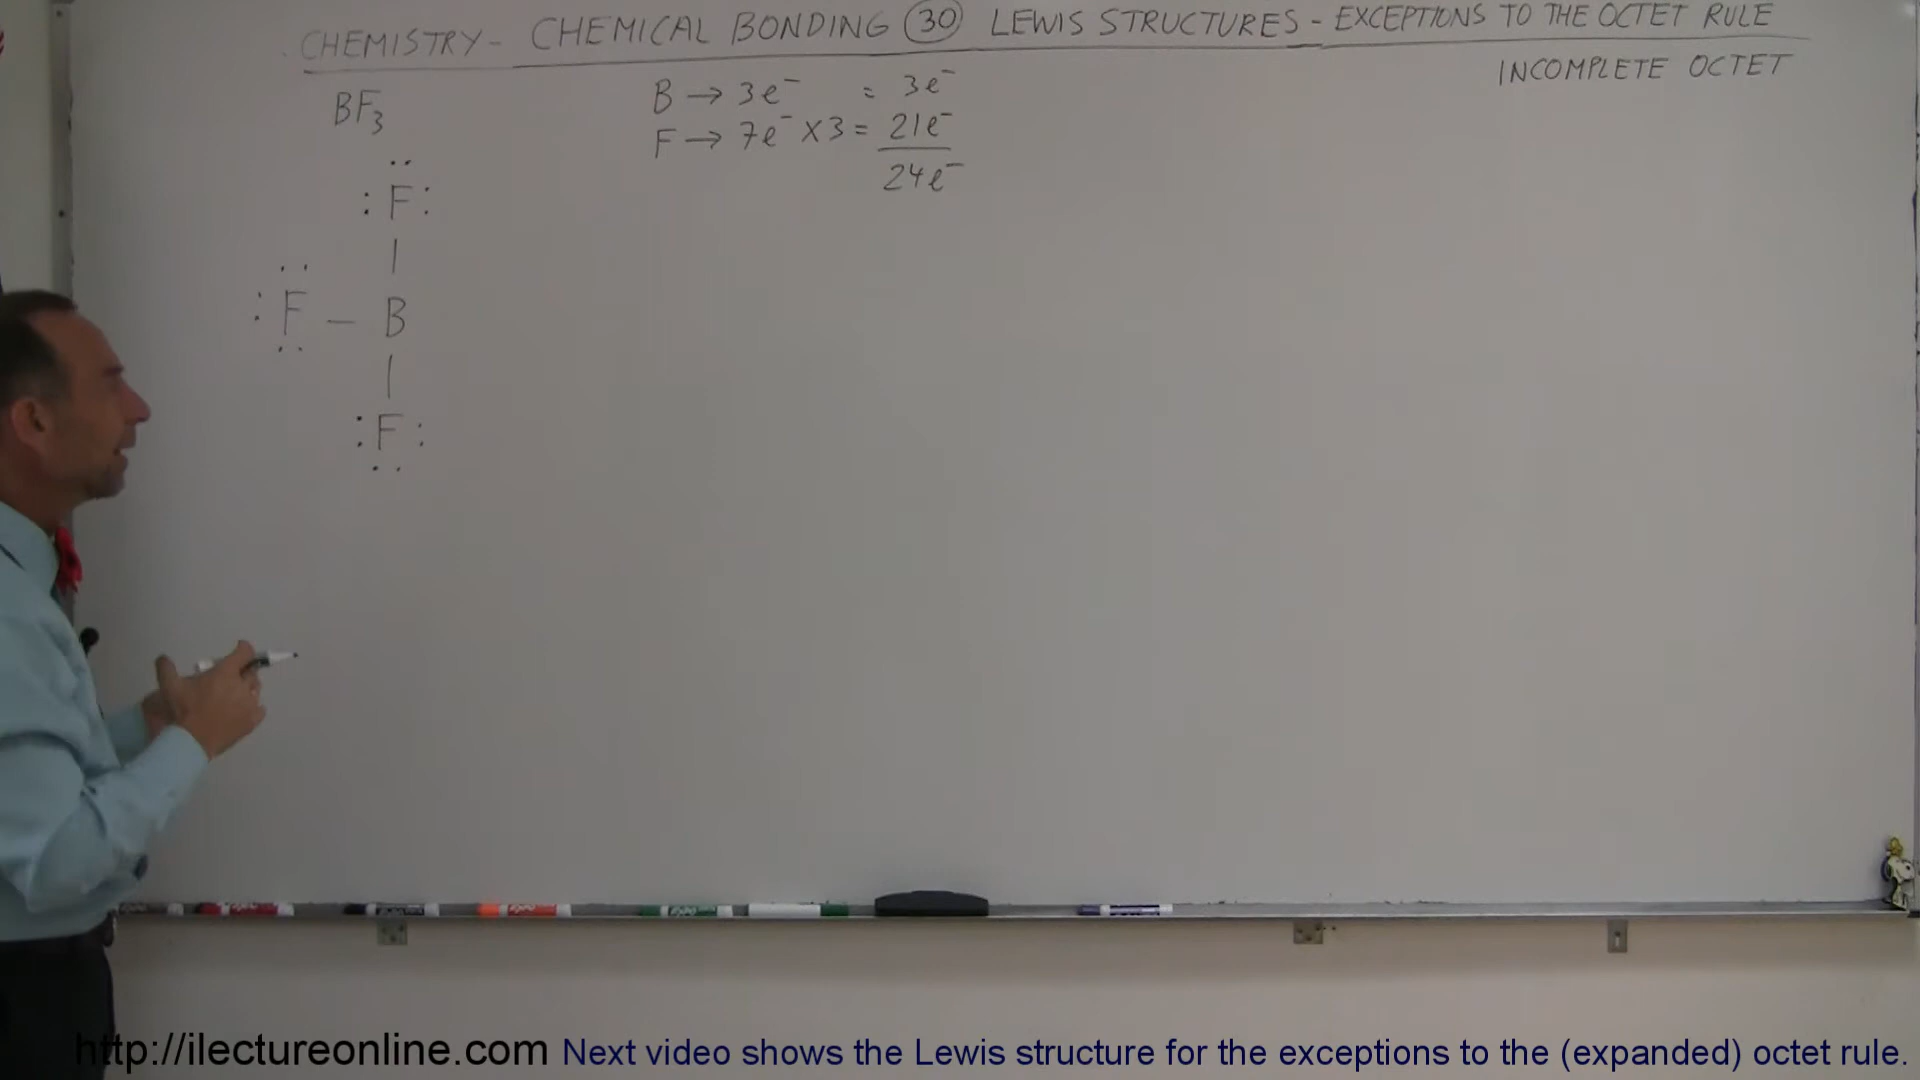 CHEMISTRY - CHEMICAL BONDING 30 LEWIS STRUCTURES - EXCEPTIONS TO THE OCTET RULE
INCOMPLETE OCTET
BF₃
B → 3e⁻ = 3e⁻
F → 7e⁻ x3 = 21e⁻
24e⁻
:F:
|
:F - B
|
:F:
http://ilectureonline.com Next video shows the Lewis structure for the exceptions to the (expanded) octet rule.